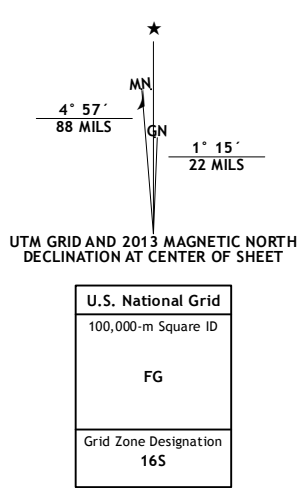 ★
MN
4° 57´
88 MILS
GN
1° 15´
22 MILS
UTM GRID AND 2013 MAGNETIC NORTH
DECLINATION AT CENTER OF SHEET
U.S. National Grid
100,000-m Square ID
FG
Grid Zone Designation
16S